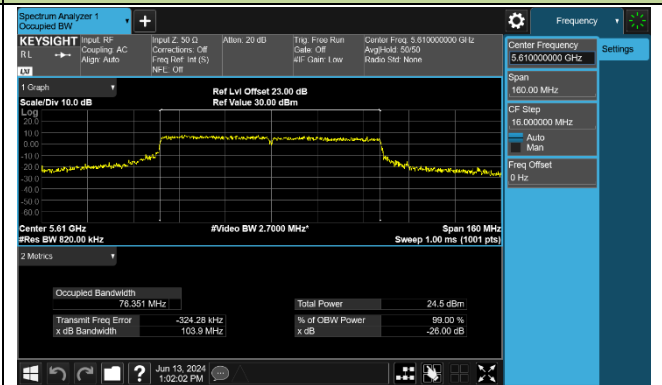 Spectrum Analyzer 1
Occupied BW
+
Frequency
KEYSIGHT
Input: RF
Coupling: AC
Align: Auto
Input Z: 50 Ω
Corrections: Off
Freq Ref: Int (S)
NFE: Off
Atten: 20 dB
Trig: Free Run
Gate: Off
#IF Gain: Low
Center Freq: 5.610000000 GHz
Avg|Hold: 50/50
Radio Std: None
RL
LXI
Center Frequency
5.610000000 GHz
Settings
Span
160.00 MHz
CF Step
16.000000 MHz
Auto
Man
Freq Offset
0 Hz
1 Graph
Scale/Div 10.0 dB
Ref Lvl Offset 23.00 dB
Ref Value 30.00 dBm
Log
20.0
10.0
0.00
-10.0
-20.0
-30.0
-40.0
-50.0
-60.0
Center 5.61 GHz
#Video BW 2.7000 MHz*
Span 160 MHz
#Res BW 820.00 kHz
Sweep 1.00 ms (1001 pts)
2 Metrics
Occupied Bandwidth
76.351 MHz
Total Power 24.5 dBm
Transmit Freq Error -324.28 kHz
% of OBW Power 99.00 %
x dB Bandwidth 103.9 MHz
x dB -26.00 dB
?
Jun 13, 2024
1:02:02 PM